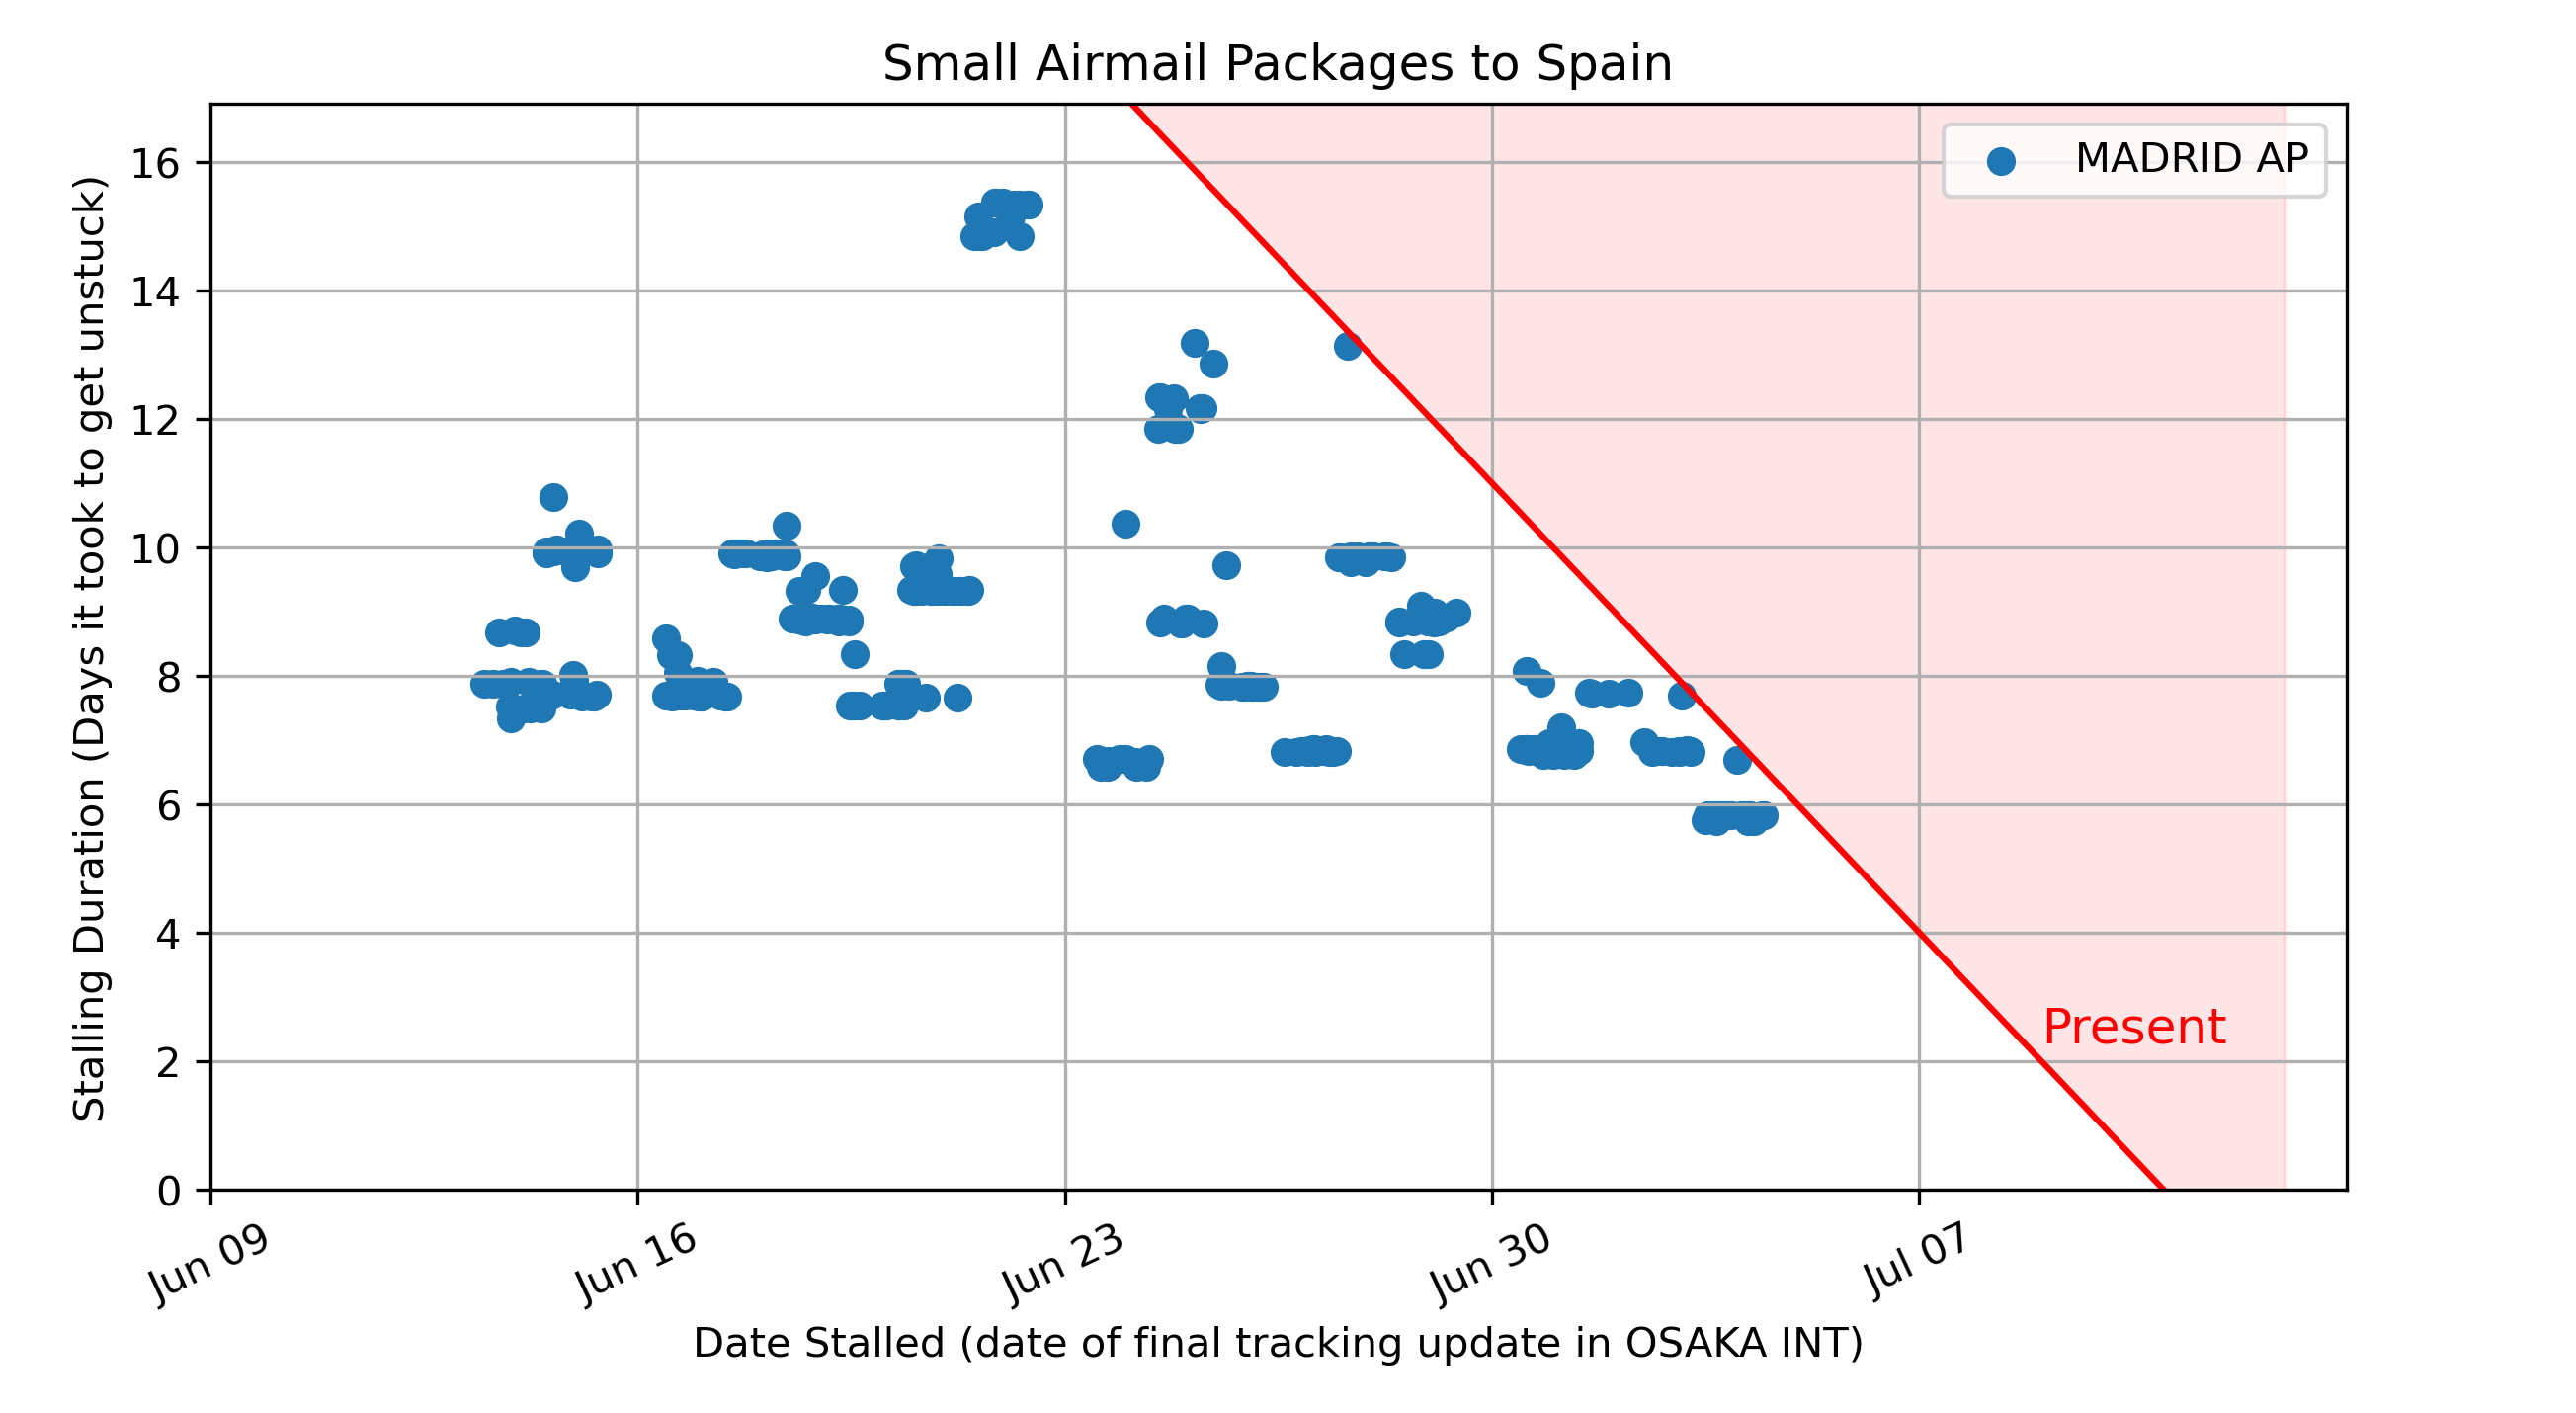 Small Airmail Packages to Spain
MADRID AP
Stalling Duration (Days it took to get unstuck)
16
14
12
10
8
6
4
2
0
Present
Jun 09
Jun 16
Jun 23
Jun 30
Jul 07
Date Stalled (date of final tracking update in OSAKA INT)